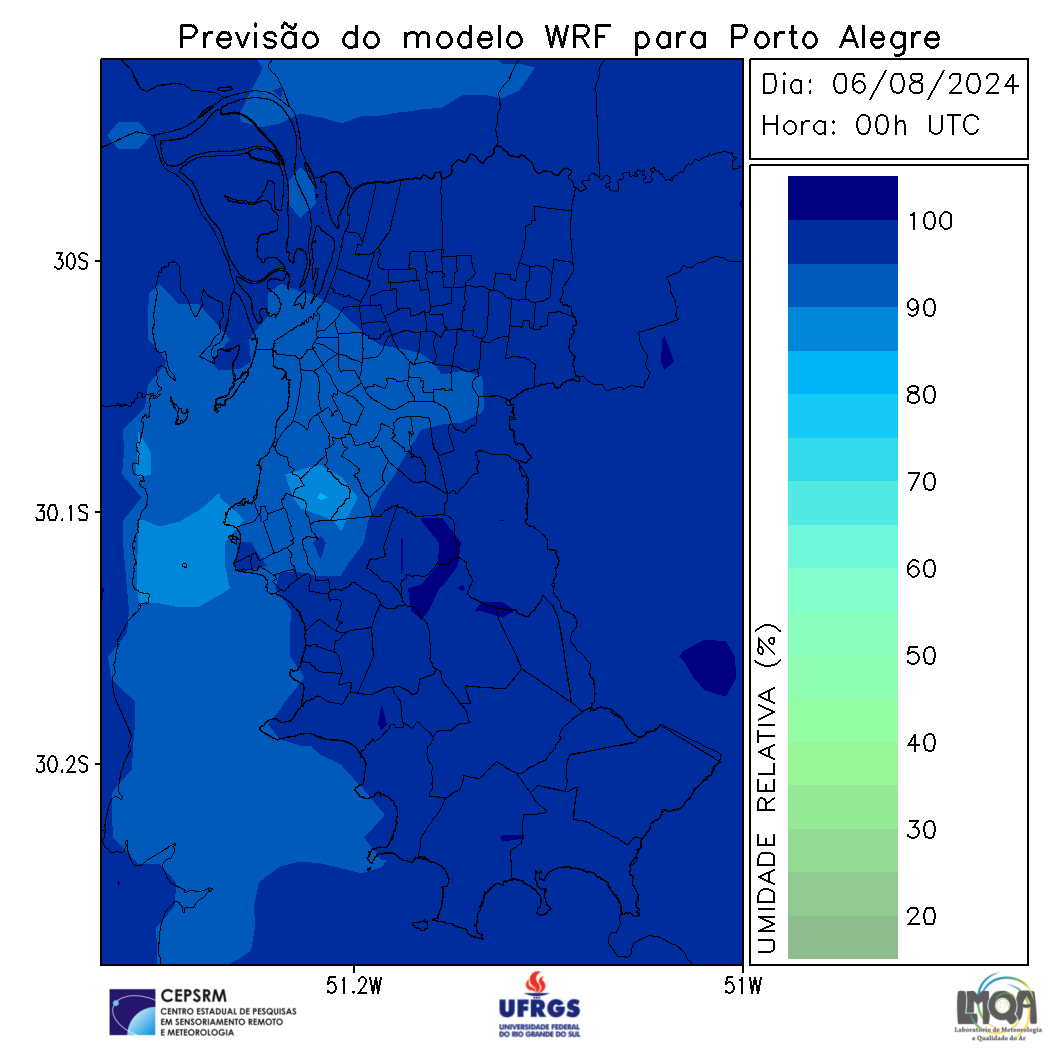 Previsão do modelo WRF para Porto Alegre
Dia: 06/08/2024
Hora: 00h UTC
100
90
80
70
60
50
40
30
20
UMIDADE RELATIVA (%)
30S
30.1S
30.2S
51.2W
51W
CEPSRM
CENTRO ESTADUAL DE PESQUISAS
EM SENSORIAMENTO REMOTO
E METEOROLOGIA
UFRGS
UNIVERSIDADE FEDERAL
DO RIO GRANDE DO SUL
LMQA
Laboratório de Meteorologia
e Qualidade do Ar